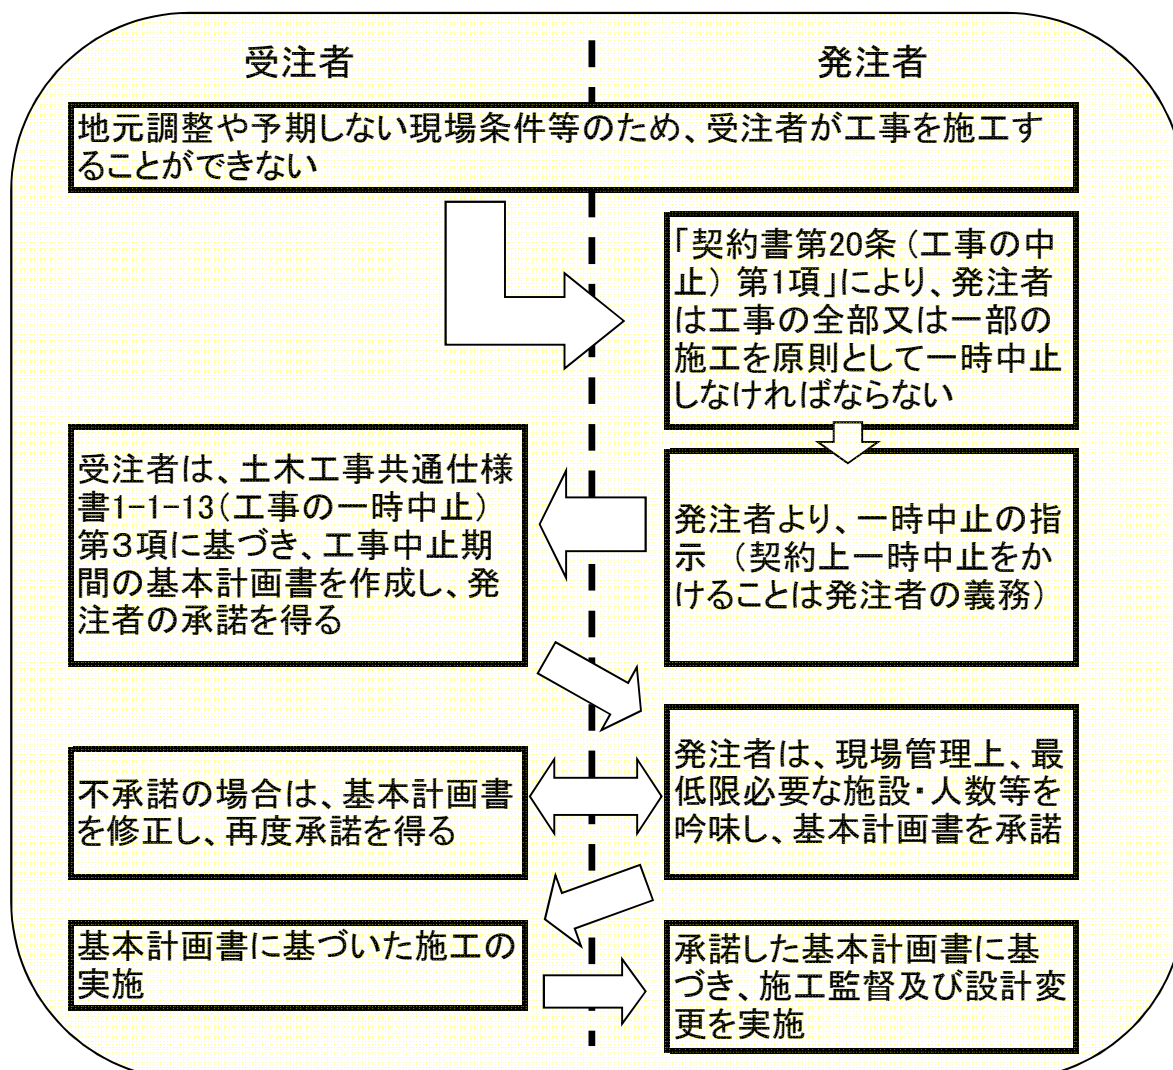 受注者
発注者
地元調整や予期しない現場条件等のため、受注者が工事を施工す
ることができない
「契約書第20条（工事の中
止）第1項」により、発注者
は工事の全部又は一部の
施工を原則として一時中止
しなければならない
受注者は、土木工事共通仕様
書1-1-13（工事の一時中止）
第３項に基づき、工事中止期
間の基本計画書を作成し、発
注者の承諾を得る
発注者より、一時中止の指
示　（契約上一時中止をか
けることは発注者の義務）
不承諾の場合は、基本計画書
を修正し、再度承諾を得る
発注者は、現場管理上、最
低限必要な施設・人数等を
吟味し、基本計画書を承諾
基本計画書に基づいた施工の
実施
承諾した基本計画書に基
づき、施工監督及び設計変
更を実施